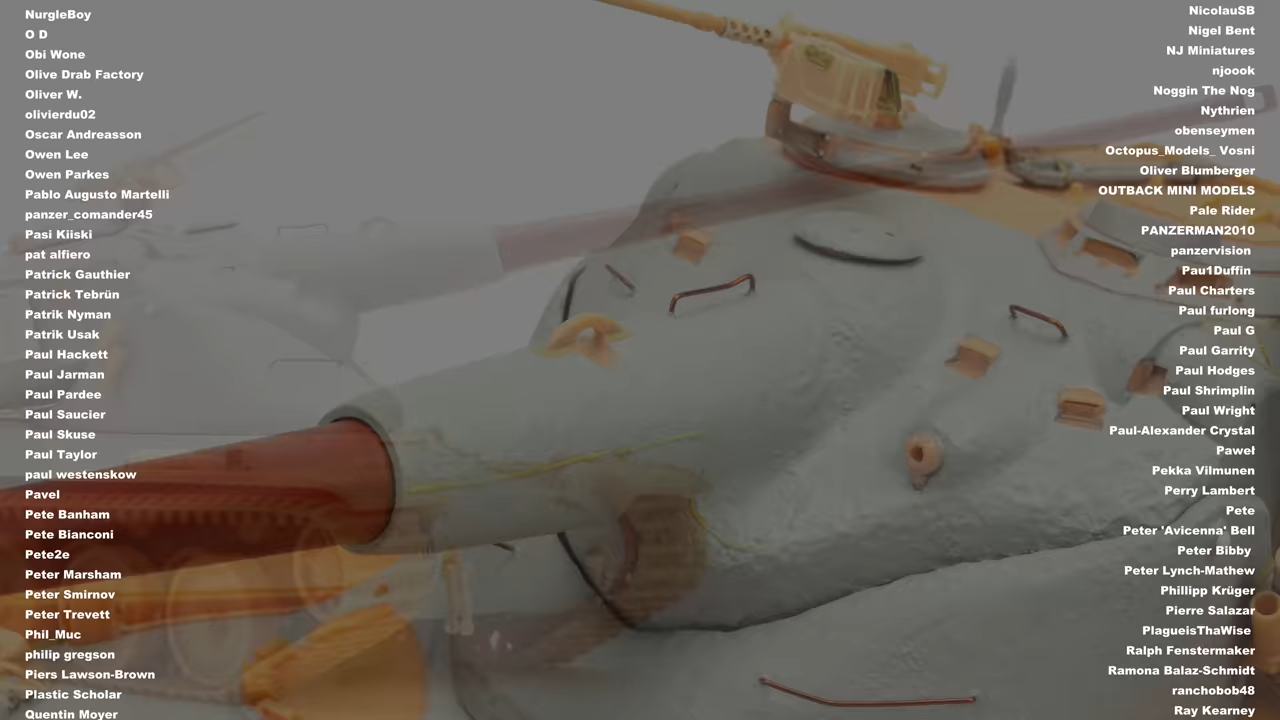 NurgleBoy
O D
Obi Wone
Olive Drab Factory
Oliver W.
olivierdu02
Oscar Andreasson
Owen Lee
Owen Parkes
Pablo Augusto Martelli
panzer_comander45
Pasi Kiiski
pat alfiero
Patrick Gauthier
Patrick Tebrün
Patrik Nyman
Patrik Usak
Paul Hackett
Paul Jarman
Paul Pardee
Paul Saucier
Paul Skuse
Paul Taylor
paul westenskow
Pavel
Pete Banham
Pete Bianconi
Pete2e
Peter Marsham
Peter Smirnov
Peter Trevett
Phil_Muc
philip gregson
Piers Lawson-Brown
Plastic Scholar
Quentin Moyer
NicolauSB
Nigel Bent
NJ Miniatures
njoook
Noggin The Nog
Nythrien
obenseymen
Octopus_Models_ Vosni
Oliver Blumberger
OUTBACK MINI MODELS
Pale Rider
PANZERMAN2010
panzervision
Pau1Duffin
Paul Charters
Paul furlong
Paul G
Paul Garrity
Paul Hodges
Paul Shrimplin
Paul Wright
Paul-Alexander Crystal
Paweł
Pekka Vilmunen
Perry Lambert
Pete
Peter 'Avicenna' Bell
Peter Bibby
Peter Lynch-Mathew
Phillipp Krüger
Pierre Salazar
PlagueisThaWise
Ralph Fenstermaker
Ramona Balaz-Schmidt
ranchobob48
Ray Kearney